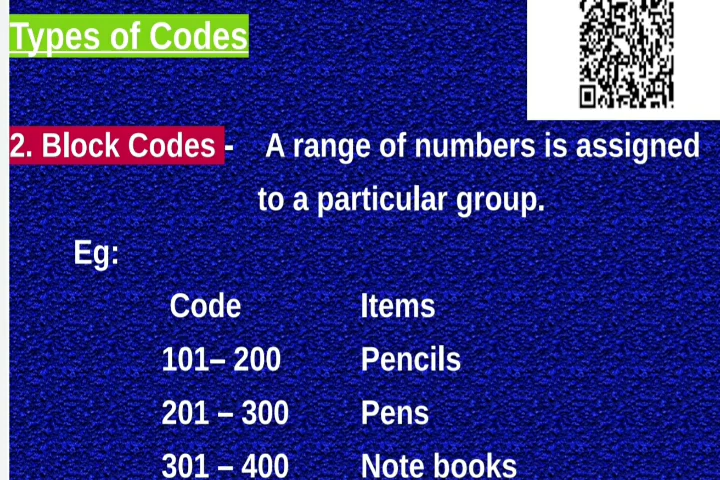 Types of Codes
2. Block Codes - A range of numbers is assigned
to a particular group.
Eg:
Code Items
101– 200 Pencils
201 – 300 Pens
301 – 400 Note books